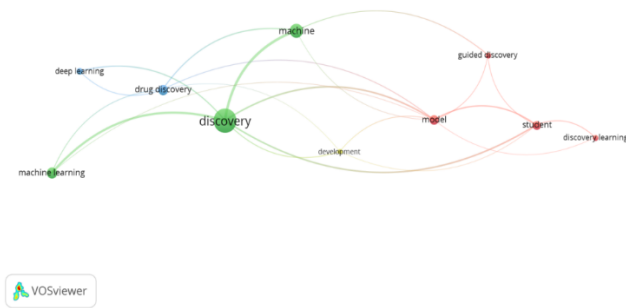 machine
guided discovery
deep learning
drug discovery
discovery
model
student
discovery learning
development
machine learning
VOSviewer